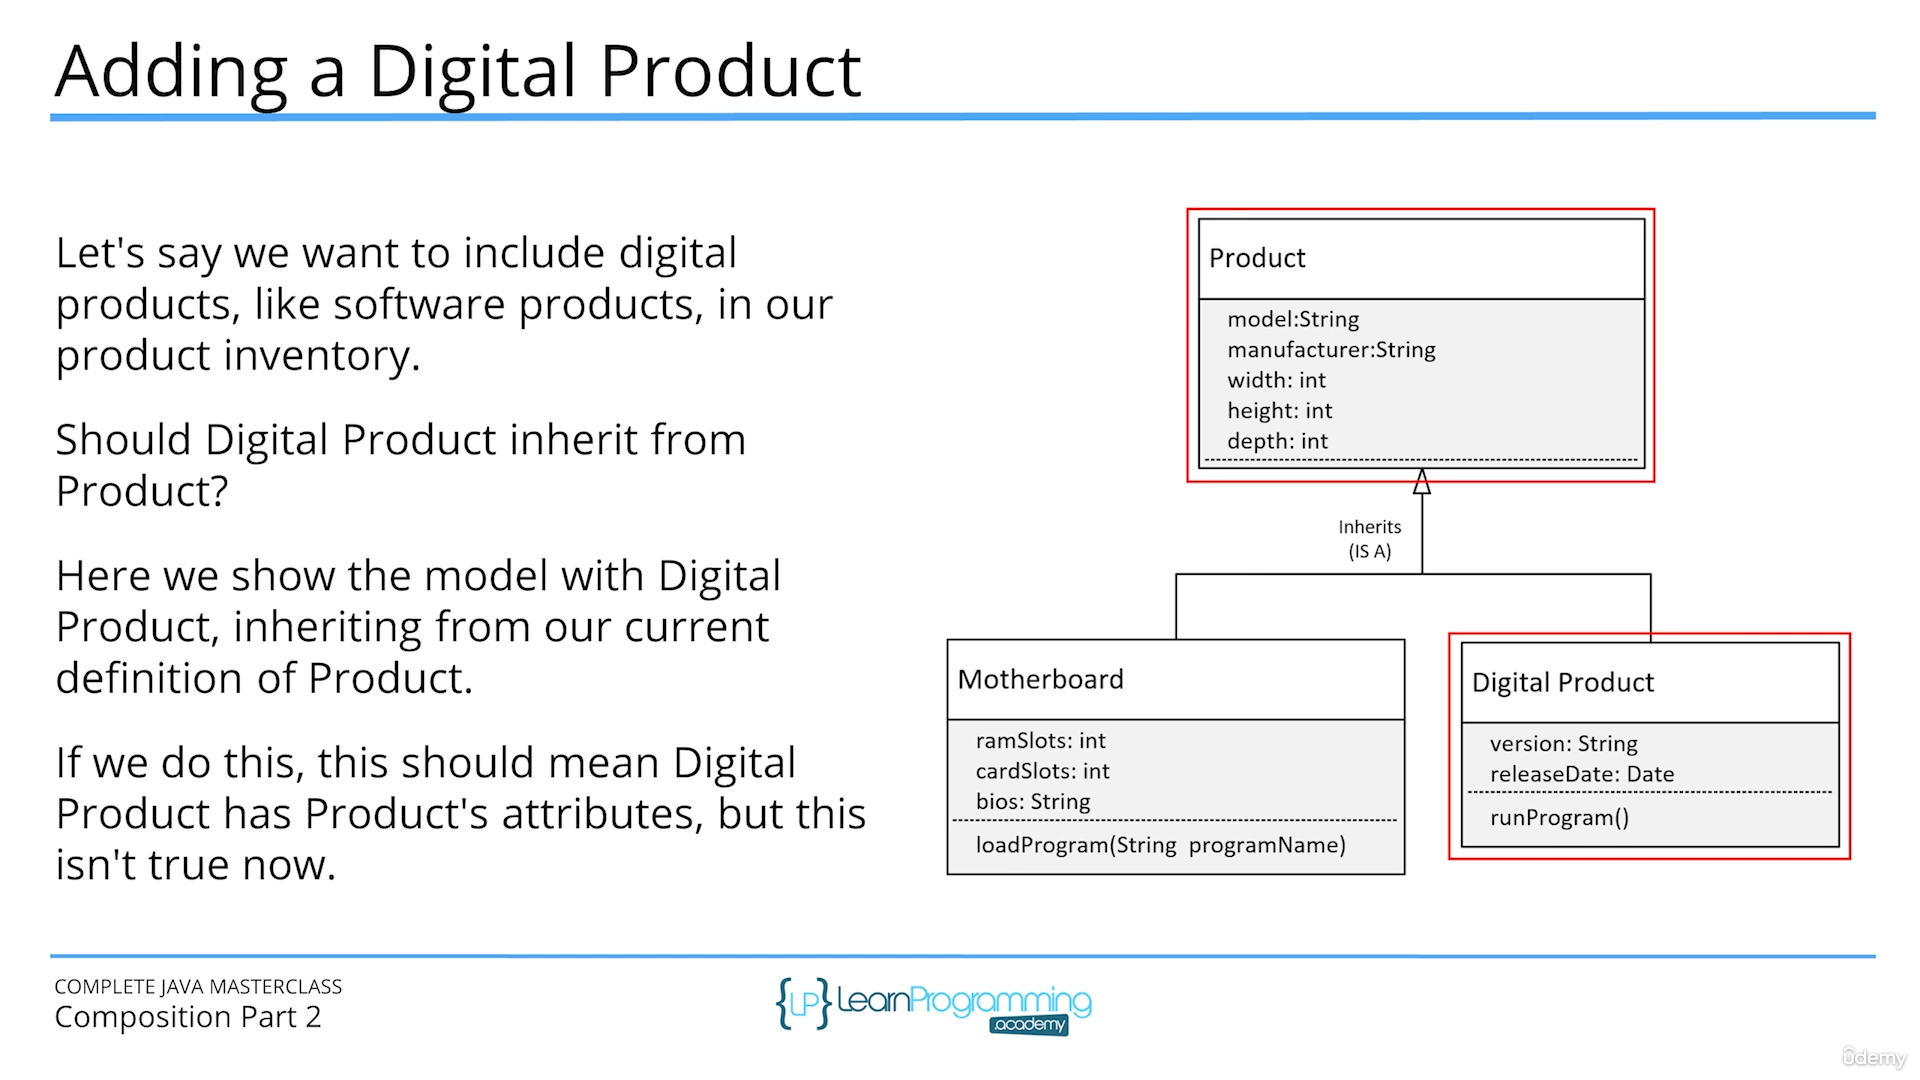 Adding a Digital Product
Let's say we want to include digital
products, like software products, in our
product inventory.
Should Digital Product inherit from
Product?
Here we show the model with Digital
Product, inheriting from our current
definition of Product.
If we do this, this should mean Digital
Product has Product's attributes, but this
isn't true now.
Product
model:String
manufacturer:String
width: int
height: int
depth: int
Inherits
(IS A)
Motherboard
ramSlots: int
cardSlots: int
bios: String
loadProgram(String programName)
Digital Product
version: String
releaseDate: Date
runProgram()
COMPLETE JAVA MASTERCLASS
Composition Part 2
{LP} LearnProgramming
.academy
ûdemy